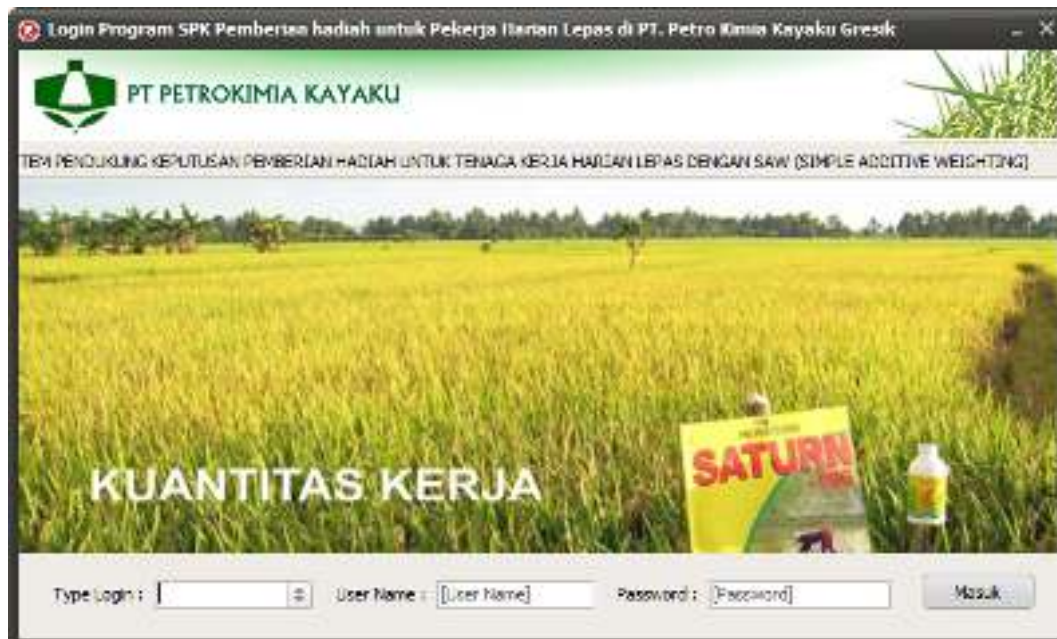 Login Program SPK Pemberian hadiah untuk Pekerja Harian Lepas di PT. Petro Kimia Kayaku Gresik
PT PETROKIMIA KAYAKU
TEM PENDUKUNG KEPUTUSAN PEMBERIAN HADIAH UNTUK TENAGA KERJA HARIAN LEPAS DENGAN SAW (SIMPLE ADDITIVE WEIGHTING)
SATURN
KUANTITAS KERJA
Type Login : User Name : [User Name] Password : [Password] Masuk